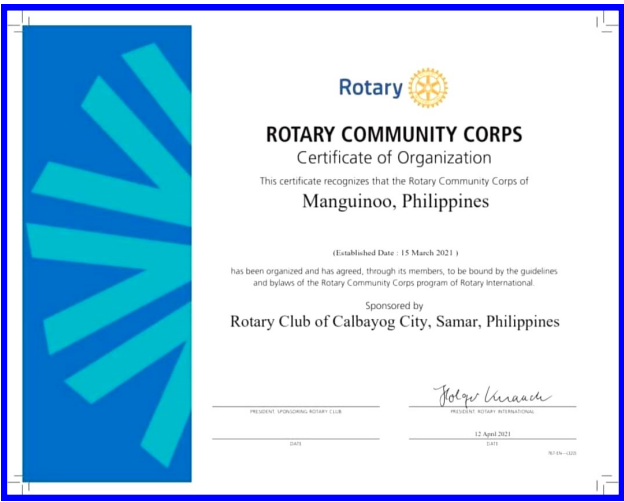 Rotary
ROTARY COMMUNITY CORPS
Certificate of Organization
This certificate recognizes that the Rotary Community Corps of
Manguinoo, Philippines
(Established Date : 15 March 2021 )
has been organized and has agreed, through its members, to be bound by the guidelines
and bylaws of the Rotary Community Corps program of Rotary International.
Sponsored by
Rotary Club of Calbayog City, Samar, Philippines
Holger Knaack
PRESIDENT SPONSORING ROTARY CLUB
PRESIDENT ROTARY INTERNATIONAL
12 April 2021
DATE
DATE